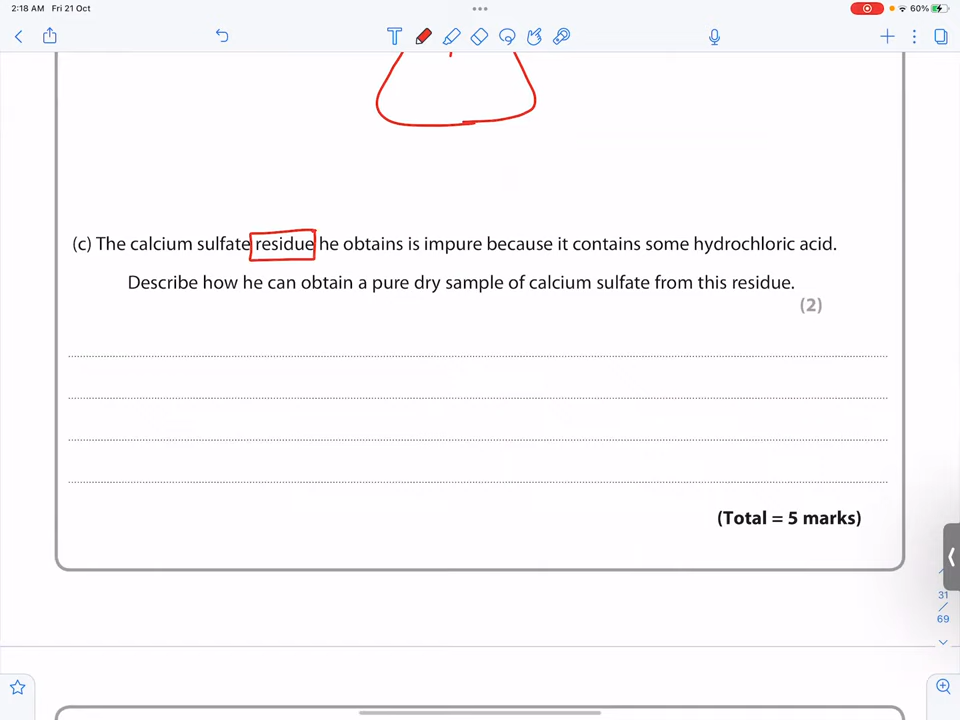 2:18 AM Fri 21 Oct
60%
T
(c) The calcium sulfate residue he obtains is impure because it contains some hydrochloric acid.
Describe how he can obtain a pure dry sample of calcium sulfate from this residue.
(2)
(Total = 5 marks)
31
/
69